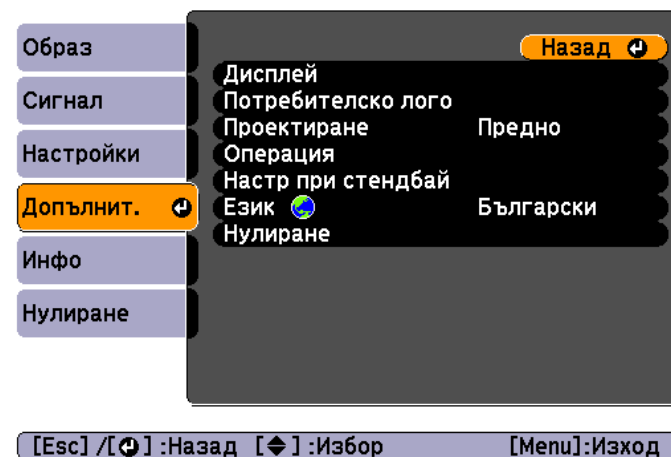 Образ
Сигнал
Настройки
Допълнит.
Инфо
Нулиране
Назад
Дисплей
Потребителско лого
Проектиране Предно
Операция
Настр при стендбай
Език Български
Нулиране
[Esc] /[ ] :Назад [ ] :Избор [Menu]:Изход